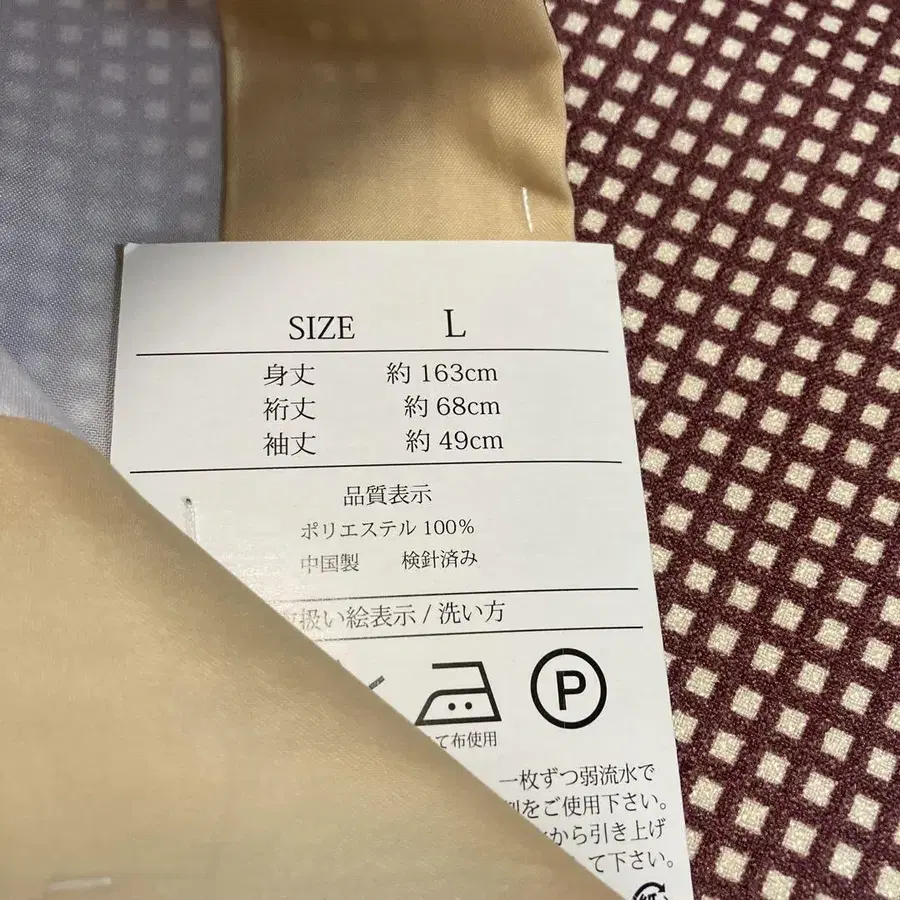 SIZE L
身丈 約 163cm
裄丈 約 68cm
袖丈 約 49cm
品質表示
ポリエステル 100%
中国製 検針済み
扱い絵表示 / 洗い方
P
て布使用
一枚ずつ弱流水で
をご使用下さい。
から引き上げ
て下さい。
紙